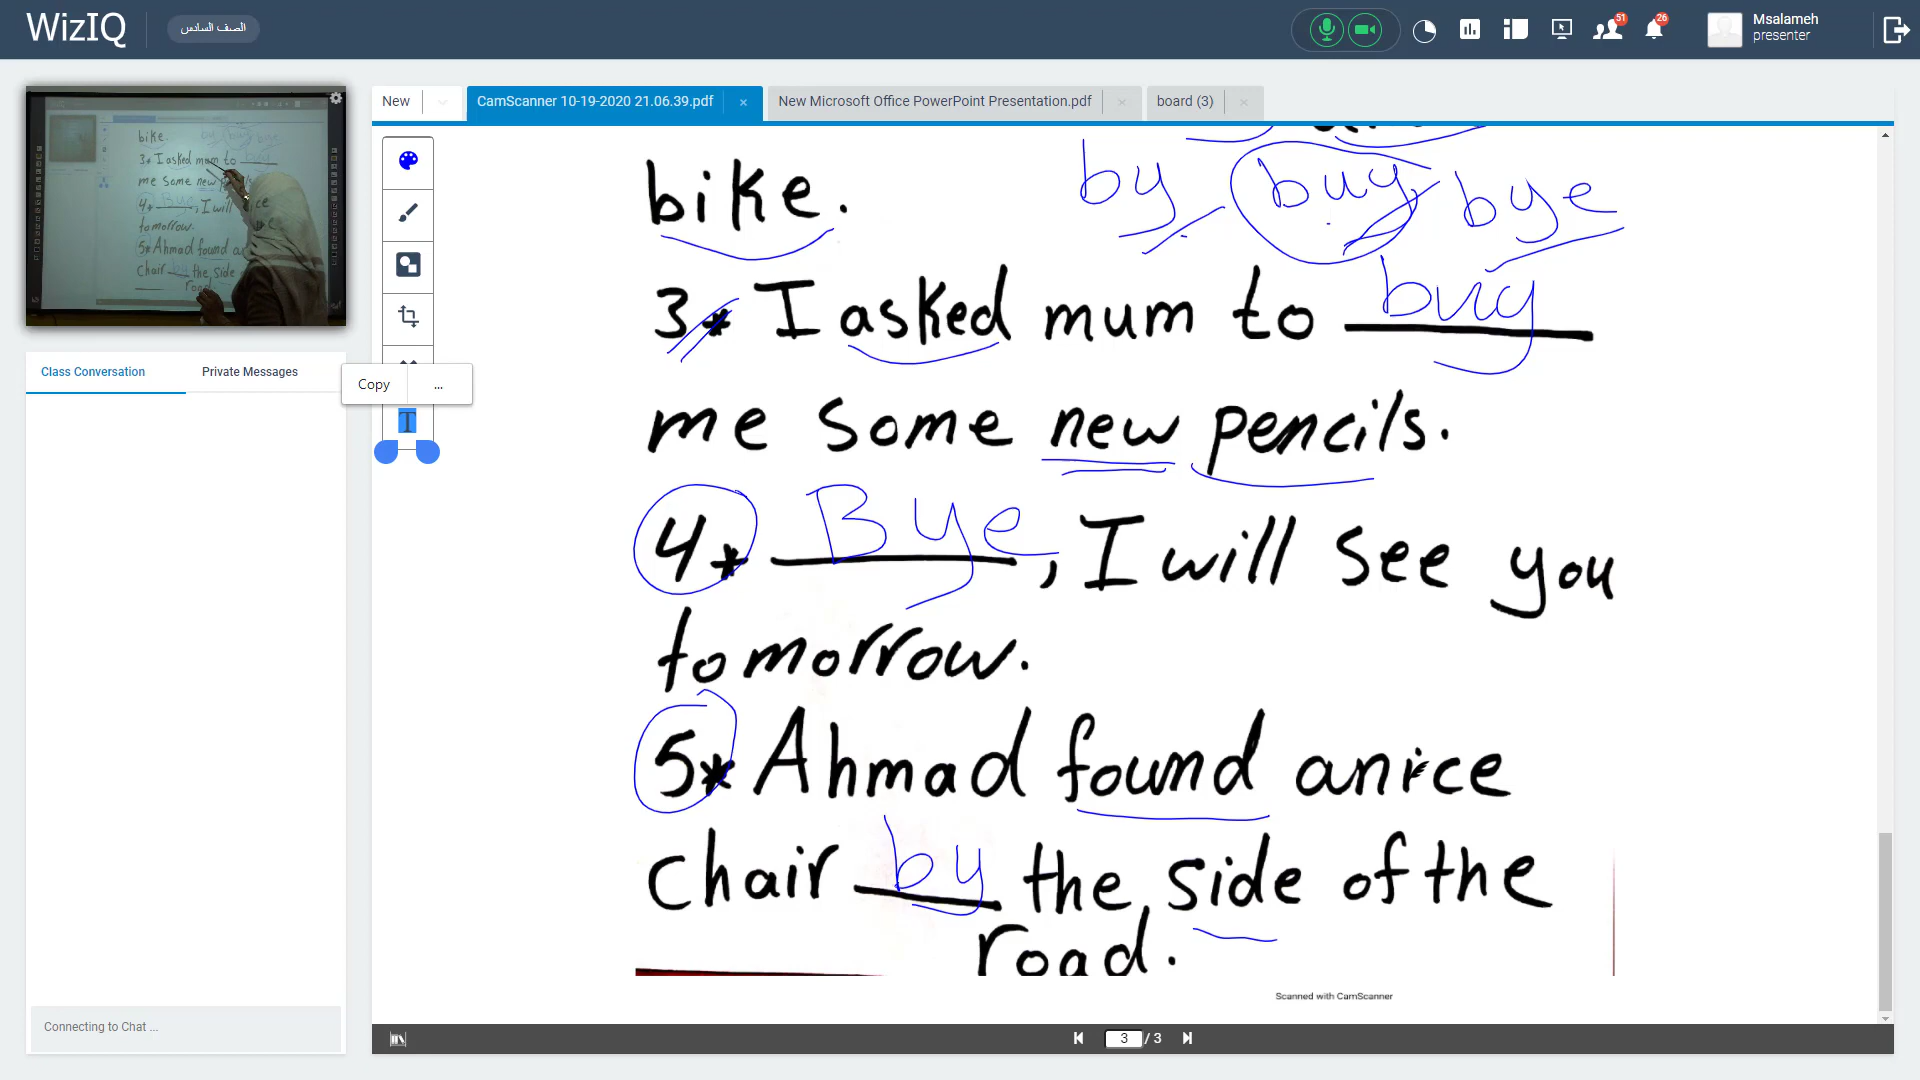 WizIQ
الصف السادس
51
26
Msalameh
presenter
New
CamScanner 10-19-2020 21.06.39.pdf
New Microsoft Office PowerPoint Presentation.pdf
board (3)
Class Conversation
Private Messages
Copy
...
T
by buy bye
bike.
3* I asked mum to buy
me some new pencils.
4* Bye, I will see you
tomorrow.
5* Ahmad found a nice
chair by the side of the
road.
Scanned with CamScanner
Connecting to Chat ...
3 / 3